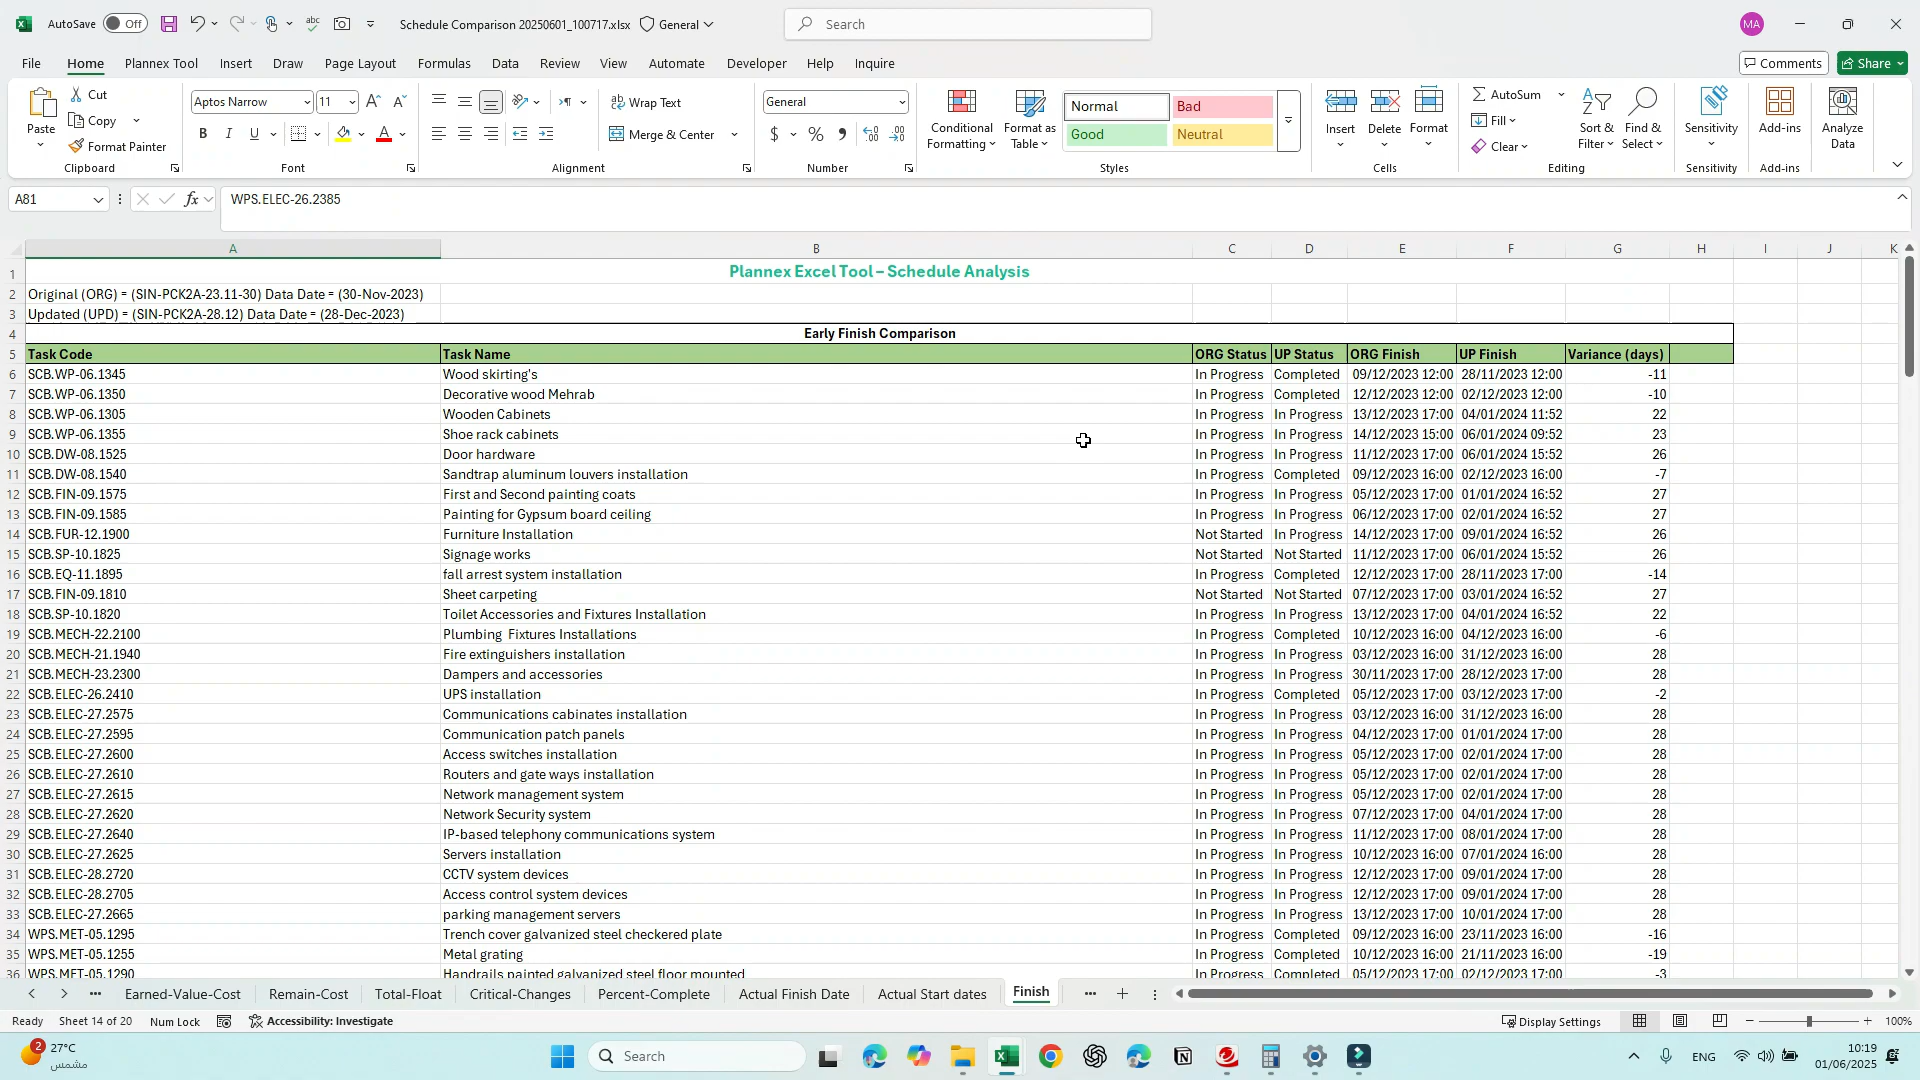 AutoSave Off Schedule Comparison 20250601_100717.xlsx General Search MA
File Home Plannex Tool Insert Draw Page Layout Formulas Data Review View Automate Developer Help Inquire Comments Share
Paste Cut Copy Format Painter Clipboard
Aptos Narrow 11 B I U Font
Wrap Text Merge & Center Alignment
General $ % Number
Conditional Formatting Format as Table Normal Bad Good Neutral Styles
Insert Delete Format Cells
AutoSum Fill Clear Sort & Filter Find & Select Editing
Sensitivity Sensitivity Add-ins Add-ins Analyze Data
A81 fx WPS.ELEC-26.2385
A B C D E F G H I J K
1 Plannex Excel Tool – Schedule Analysis
2 Original (ORG) = (SIN-PCK2A-23.11-30) Data Date = (30-Nov-2023)
3 Updated (UPD) = (SIN-PCK2A-28.12) Data Date = (28-Dec-2023)
4 Early Finish Comparison
5 Task Code Task Name ORG Status UP Status ORG Finish UP Finish Variance (days)
6 SCB.WP-06.1345 Wood skirting's In Progress Completed 09/12/2023 12:00 28/11/2023 12:00 -11
7 SCB.WP-06.1350 Decorative wood Mehrab In Progress Completed 12/12/2023 12:00 02/12/2023 12:00 -10
8 SCB.WP-06.1305 Wooden Cabinets In Progress In Progress 13/12/2023 17:00 04/01/2024 11:52 22
9 SCB.WP-06.1355 Shoe rack cabinets In Progress In Progress 14/12/2023 15:00 06/01/2024 09:52 23
10 SCB.DW-08.1525 Door hardware In Progress In Progress 11/12/2023 17:00 06/01/2024 15:52 26
11 SCB.DW-08.1540 Sandtrap aluminum louvers installation In Progress Completed 09/12/2023 16:00 02/12/2023 16:00 -7
12 SCB.FIN-09.1575 First and Second painting coats In Progress In Progress 05/12/2023 17:00 01/01/2024 16:52 27
13 SCB.FIN-09.1585 Painting for Gypsum board ceiling In Progress In Progress 06/12/2023 17:00 02/01/2024 16:52 27
14 SCB.FUR-12.1900 Furniture Installation Not Started In Progress 14/12/2023 17:00 09/01/2024 16:52 26
15 SCB.SP-10.1825 Signage works Not Started Not Started 11/12/2023 17:00 06/01/2024 15:52 26
16 SCB.EQ-11.1895 fall arrest system installation In Progress Completed 12/12/2023 17:00 28/11/2023 17:00 -14
17 SCB.FIN-09.1810 Sheet carpeting Not Started Not Started 07/12/2023 17:00 03/01/2024 16:52 27
18 SCB.SP-10.1820 Toilet Accessories and Fixtures Installation In Progress In Progress 13/12/2023 17:00 04/01/2024 16:52 22
19 SCB.MECH-22.2100 Plumbing  Fixtures Installations In Progress Completed 10/12/2023 16:00 04/12/2023 16:00 -6
20 SCB.MECH-21.1940 Fire extinguishers installation In Progress In Progress 03/12/2023 16:00 31/12/2023 16:00 28
21 SCB.MECH-23.2300 Dampers and accessories In Progress In Progress 30/11/2023 17:00 28/12/2023 17:00 28
22 SCB.ELEC-26.2410 UPS installation In Progress Completed 05/12/2023 17:00 03/12/2023 17:00 -2
23 SCB.ELEC-27.2575 Communications cabinates installation In Progress In Progress 03/12/2023 16:00 31/12/2023 16:00 28
24 SCB.ELEC-27.2595 Communication patch panels In Progress In Progress 04/12/2023 17:00 01/01/2024 17:00 28
25 SCB.ELEC-27.2600 Access switches installation In Progress In Progress 05/12/2023 17:00 02/01/2024 17:00 28
26 SCB.ELEC-27.2610 Routers and gate ways installation In Progress In Progress 05/12/2023 17:00 02/01/2024 17:00 28
27 SCB.ELEC-27.2615 Network management system In Progress In Progress 05/12/2023 17:00 02/01/2024 17:00 28
28 SCB.ELEC-27.2620 Network Security system In Progress In Progress 07/12/2023 17:00 04/01/2024 17:00 28
29 SCB.ELEC-27.2640 IP-based telephony communications system In Progress In Progress 11/12/2023 17:00 08/01/2024 17:00 28
30 SCB.ELEC-27.2625 Servers installation In Progress In Progress 10/12/2023 16:00 07/01/2024 16:00 28
31 SCB.ELEC-28.2720 CCTV system devices In Progress In Progress 12/12/2023 17:00 09/01/2024 17:00 28
32 SCB.ELEC-28.2705 Access control system devices In Progress In Progress 12/12/2023 17:00 09/01/2024 17:00 28
33 SCB.ELEC-27.2665 parking management servers In Progress In Progress 13/12/2023 17:00 10/01/2024 17:00 28
34 WPS.MET-05.1295 Trench cover galvanized steel checkered plate In Progress Completed 09/12/2023 16:00 23/11/2023 16:00 -16
35 WPS.MET-05.1255 Metal grating In Progress Completed 10/12/2023 16:00 21/11/2023 16:00 -19
36 WPS.MET-05.1290 Handrails painted galvanized steel floor mounted In Progress Completed 05/12/2023 17:00 02/12/2023 17:00 -3
Earned-Value-Cost Remain-Cost Total-Float Critical-Changes Percent-Complete Actual Finish Date Actual Start dates Finish
Ready Sheet 14 of 20 Num Lock Accessibility: Investigate Display Settings 100%
2 27°C مشمس Search ENG 10:19 01/06/2025